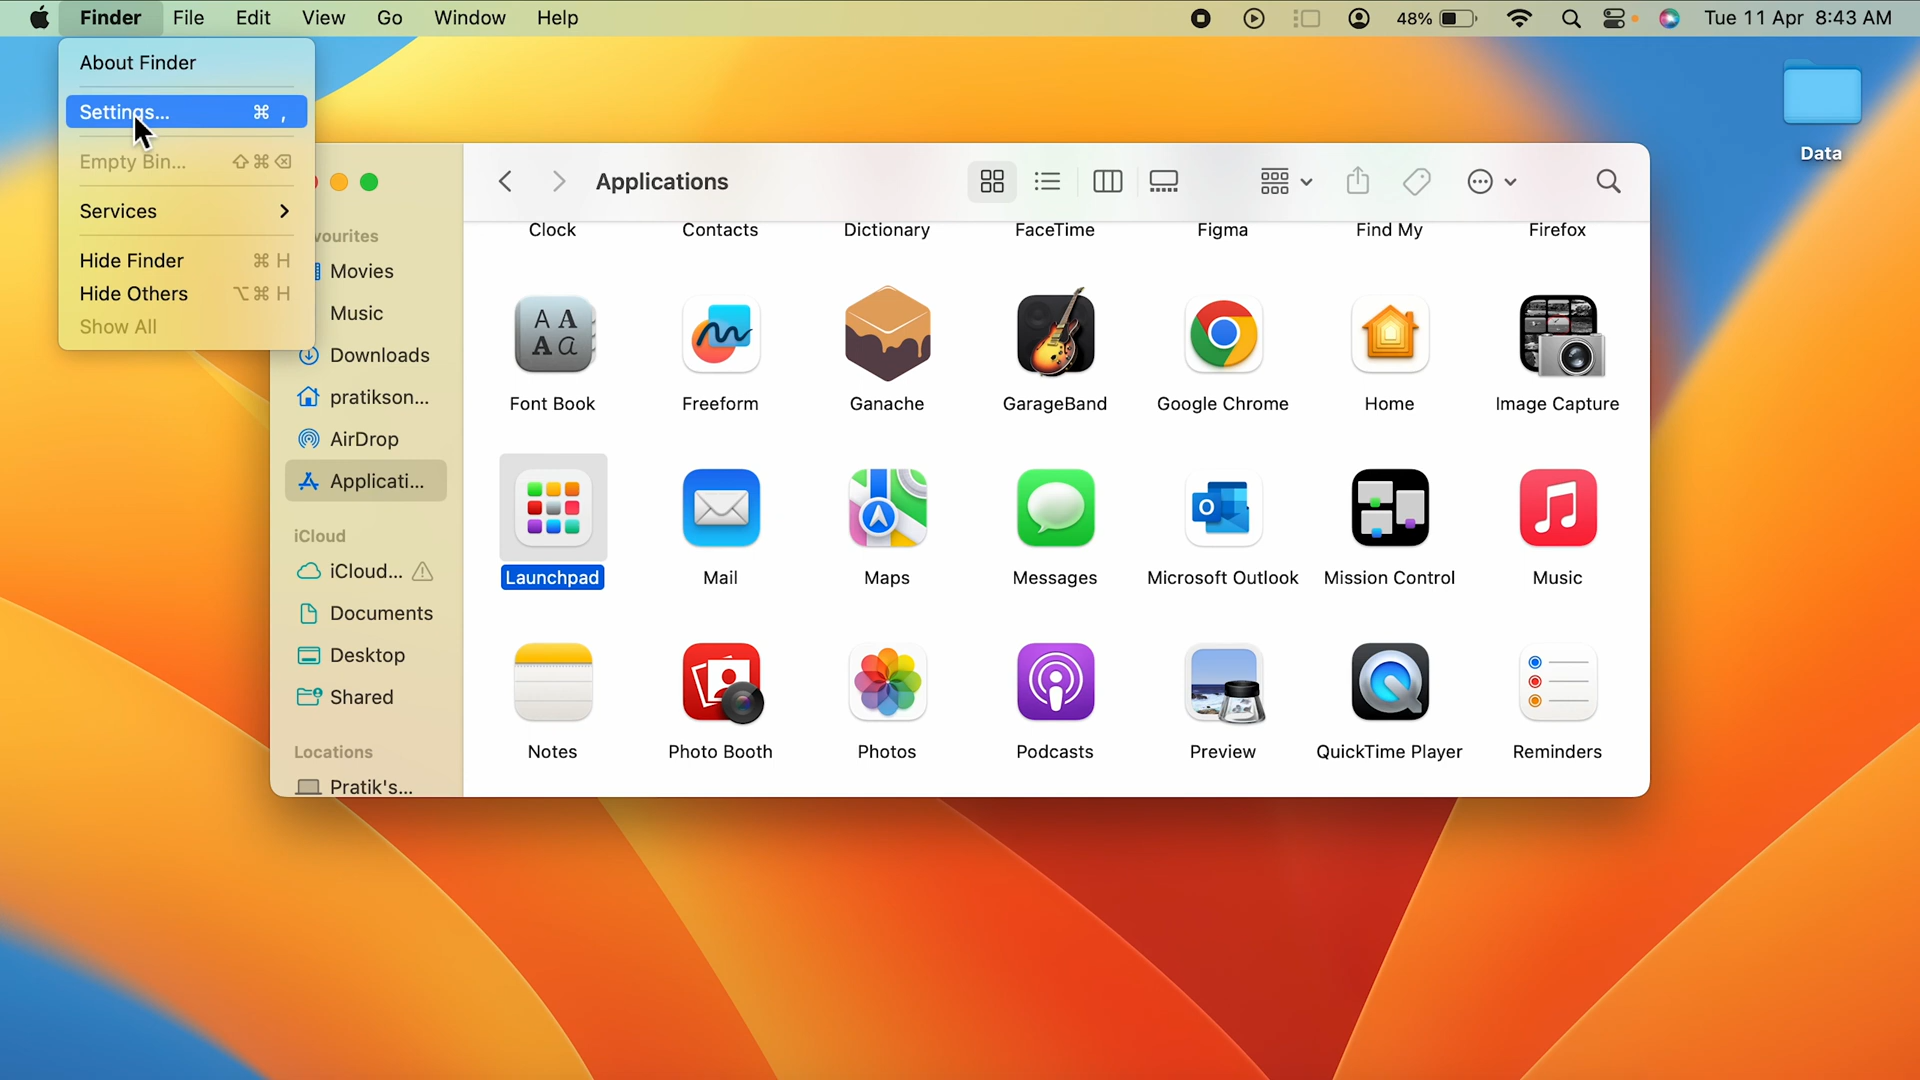 Finder File Edit View Go Window Help 48% Tue 11 Apr 8:43 AM
About Finder
Settings... ⌘ ,
Empty Bin... ⇧⌘⌫
Services
Hide Finder ⌘ H
Hide Others ⌥⌘ H
Show All
Data
vourites
Movies
Music
Downloads
pratikson...
AirDrop
Applicati...
iCloud
iCloud...
Documents
Desktop
Shared
Locations
Pratik's...
Applications
Clock Contacts Dictionary FaceTime Figma Find My Firefox
A A
A a
Font Book Freeform Ganache GarageBand Google Chrome Home Image Capture
O
Launchpad Mail Maps Messages Microsoft Outlook Mission Control Music
Notes Photo Booth Photos Podcasts Preview QuickTime Player Reminders